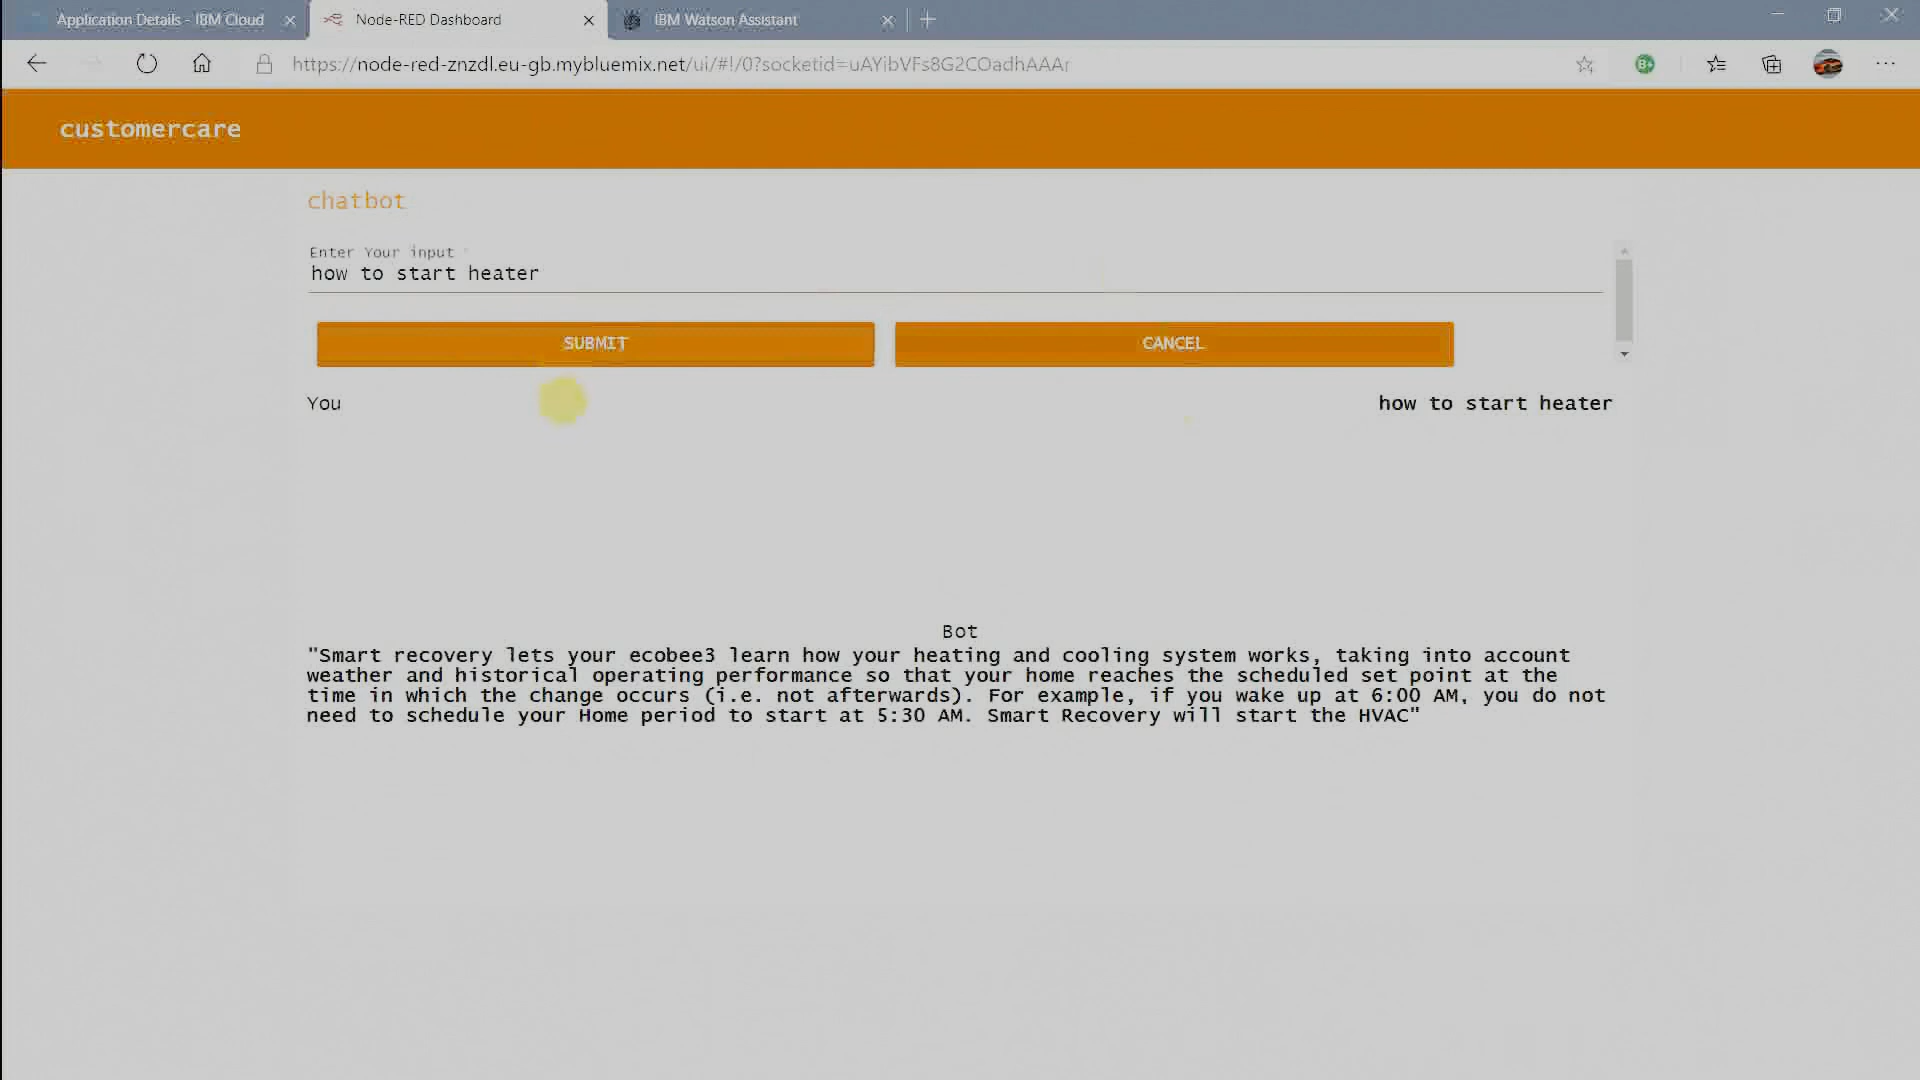 Application Details - IBM Cloud
Node-RED Dashboard
IBM Watson Assistant
https://node-red-znzdl.eu-gb.mybluemix.net/ui/#!/0?socketid=uAYibVFs8G2COadhAAAr
B+
customercare
chatbot
Enter Your input
how to start heater
SUBMIT
CANCEL
You
how to start heater
Bot
"Smart recovery lets your ecobee3 learn how your heating and cooling system works, taking into account
weather and historical operating performance so that your home reaches the scheduled set point at the
time in which the change occurs (i.e. not afterwards). For example, if you wake up at 6:00 AM, you do not
need to schedule your Home period to start at 5:30 AM. Smart Recovery will start the HVAC"